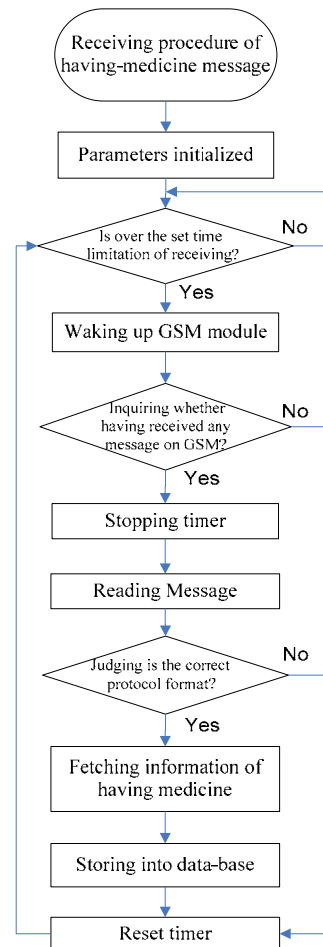 Receiving procedure of
having-medicine message
Parameters initialized
Is over the set time
limitation of receiving?
No
Yes
Waking up GSM module
Inquiring whether
having received any
message on GSM?
No
Yes
Stopping timer
Reading Message
Judging is the correct
protocol format?
No
Yes
Fetching information of
having medicine
Storing into data-base
Reset timer